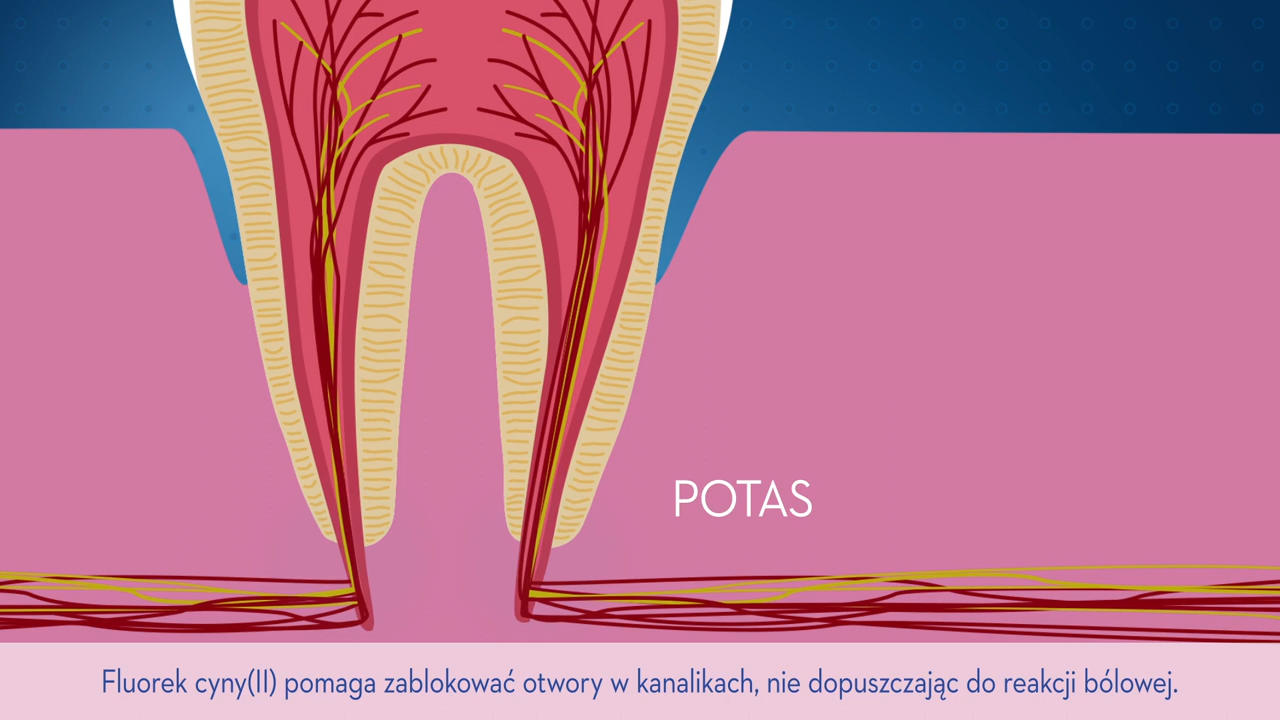 POTAS
Fluorek cyny(II) pomaga zablokować otwory w kanalikach, nie dopuszczając do reakcji bólowej.